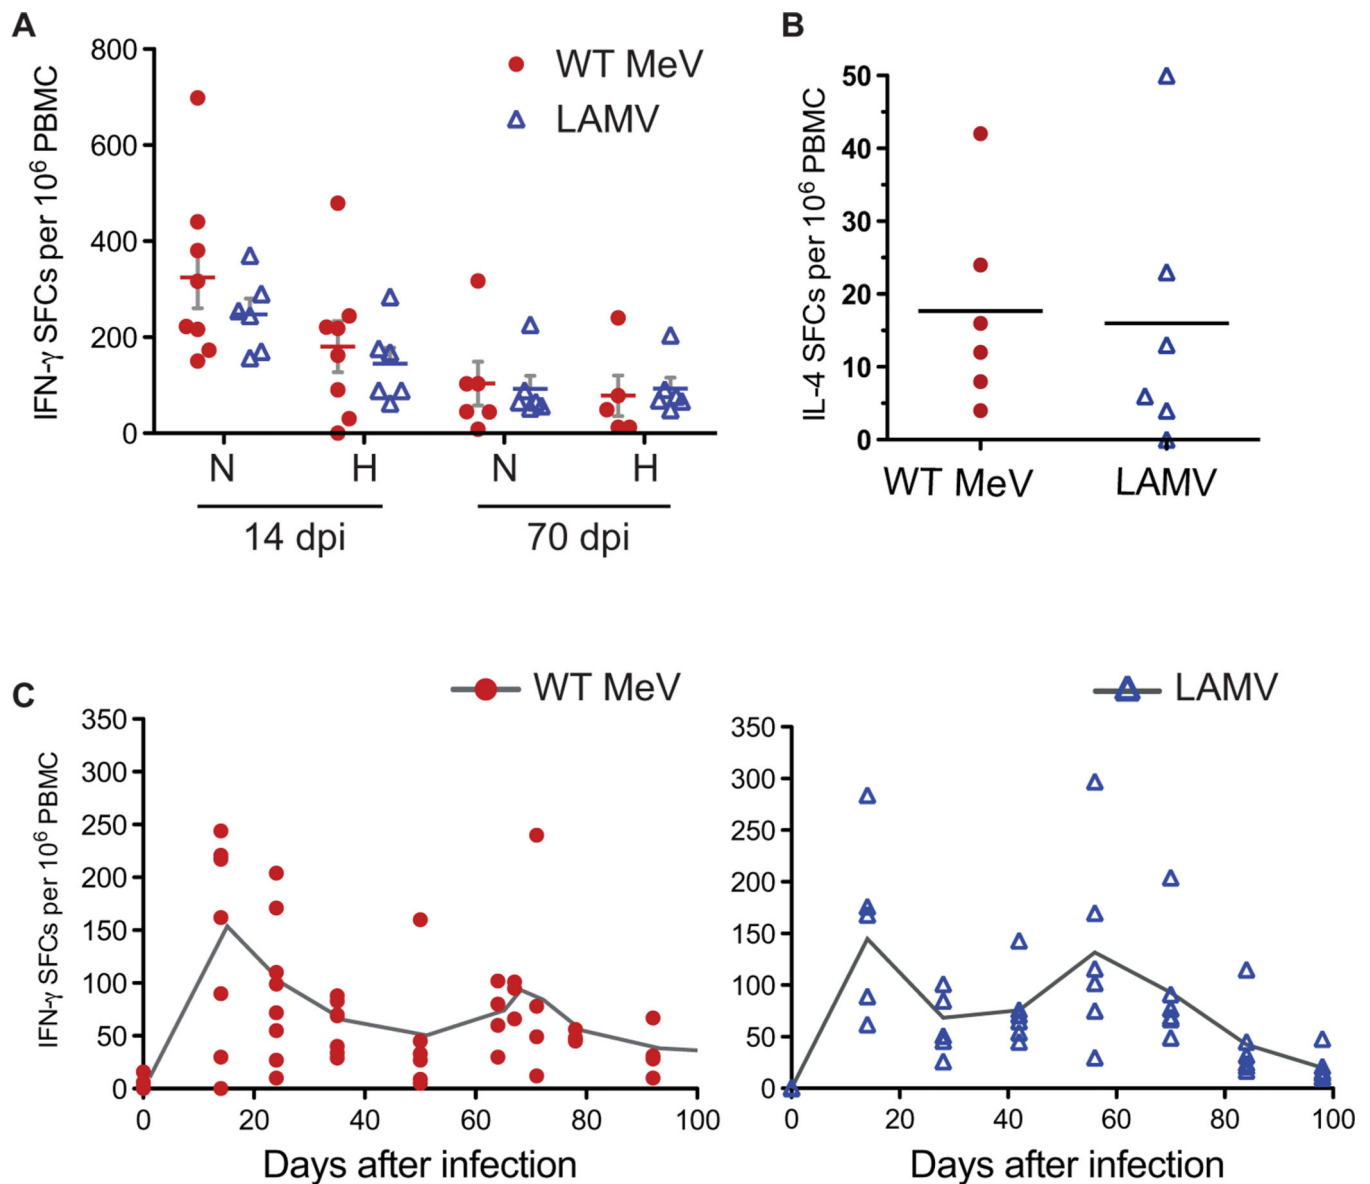 A
IFN-γ SFCs per 10⁶ PBMC
800
600
400
200
0
WT MeV
LAMV
N
H
N
H
14 dpi
70 dpi
B
IL-4 SFCs per 10⁶ PBMC
50
40
30
20
10
0
WT MeV
LAMV
C
WT MeV
IFN-γ SFCs per 10⁶ PBMC
350
300
250
200
150
100
50
0
0 20 40 60 80 100
Days after infection
LAMV
350
300
250
200
150
100
50
0
0 20 40 60 80 100
Days after infection